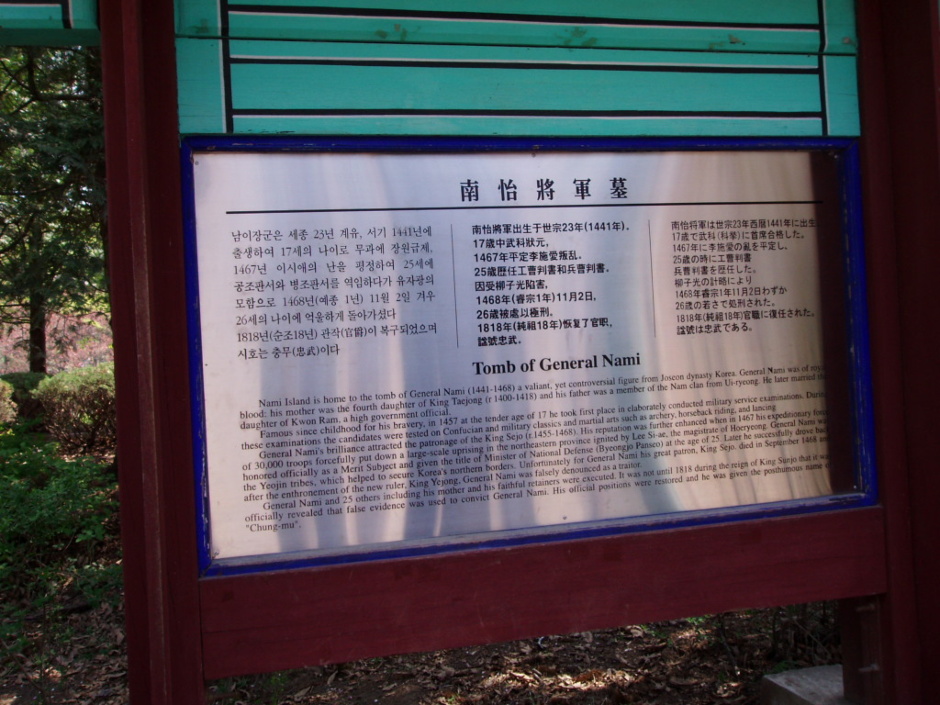 南怡將軍墓
남이장군은 세종 23년 계유, 서기 1441년에
출생하여 17세의 나이로 무과에 장원급제,
1467년 이시애의 난을 평정하여 25세에
공조판서와 병조판서를 역임하다가 유자광의
모함으로 1468년(예종 1년) 11월 2일 겨우
26세의 나이에 억울하게 돌아가셨다
1818년(순조18년) 관작(官爵)이 복구되었으며
시호는 충무(忠武)이다
南怡將軍出生于世宗23年(1441年)。
17歲中武科狀元,
1467年平定李施愛叛乱。
25歲歷任工曹判書和兵曹判書。
因受柳子光陷害,
1468年(睿宗1年)11月2日,
26歲被處以極刑。
1818年(純祖18年)恢复了官职,
諡號忠武。
南怡将軍は世宗23年西暦1441年に出生
17歳で武科(科挙)に首席合格した。
1467年に李施愛の亂を平定し、
25歳の時に工曹判書
兵曹判書を歴任した。
柳子光の計略により
1468年睿宗1年11月2日わずか
26歳の若さで処刑された。
1818年(純祖18年)官職に復任された。
諡號は忠武である。
Tomb of General Nami
Nami Island is home to the tomb of General Nami (1441-1468) a valiant, yet controversial figure from Joseon dynasty Korea. General Nami was of
blood: his mother was the fourth daughter of King Taejong (r 1400-1418) and his father was a member of the Nam clan from Ui-ryeong. He later married
daughter of Kwon Ram, a high government official.
Famous since childhood for his bravery, in 1457 at the tender age of 17 he took first place in elaborately conducted military service examinations. During
these examinations the candidates were tested on Confucian and military classics and martial arts such as archery, horseback riding, and lancing
General Nami's brilliance attracted the patronage of the King Sejo (r.1455-1468). His reputation was further enhanced when in 1467 his expeditionary
of 30,000 troops forcefully put down a large-scale uprising in the northeastern province ignited by Lee Si-ae, the magistrate of Hoeryeong. General Nami
honored officially as a Merit Subject and given the title of Minister of National Defense (Byeongjo Panseo) at the age of 25. Later he successfully drove back
the Yeojin tribes, which helped to secure Korea's northern borders. Unfortunately for General Nami his great patron, King Sejo, died in September 1468 and
after the enthronement of the new ruler, King Yejong, General Nami was falsely denounced as a traitor.
General Nami and 25 others including his mother and his faithful retainers were executed. It was not until 1818 during the reign of King Sunjo that it
officially revealed that false evidence was used to convict General Nami. His official positions were restored and he was given the posthumous name
"Chung-mu".